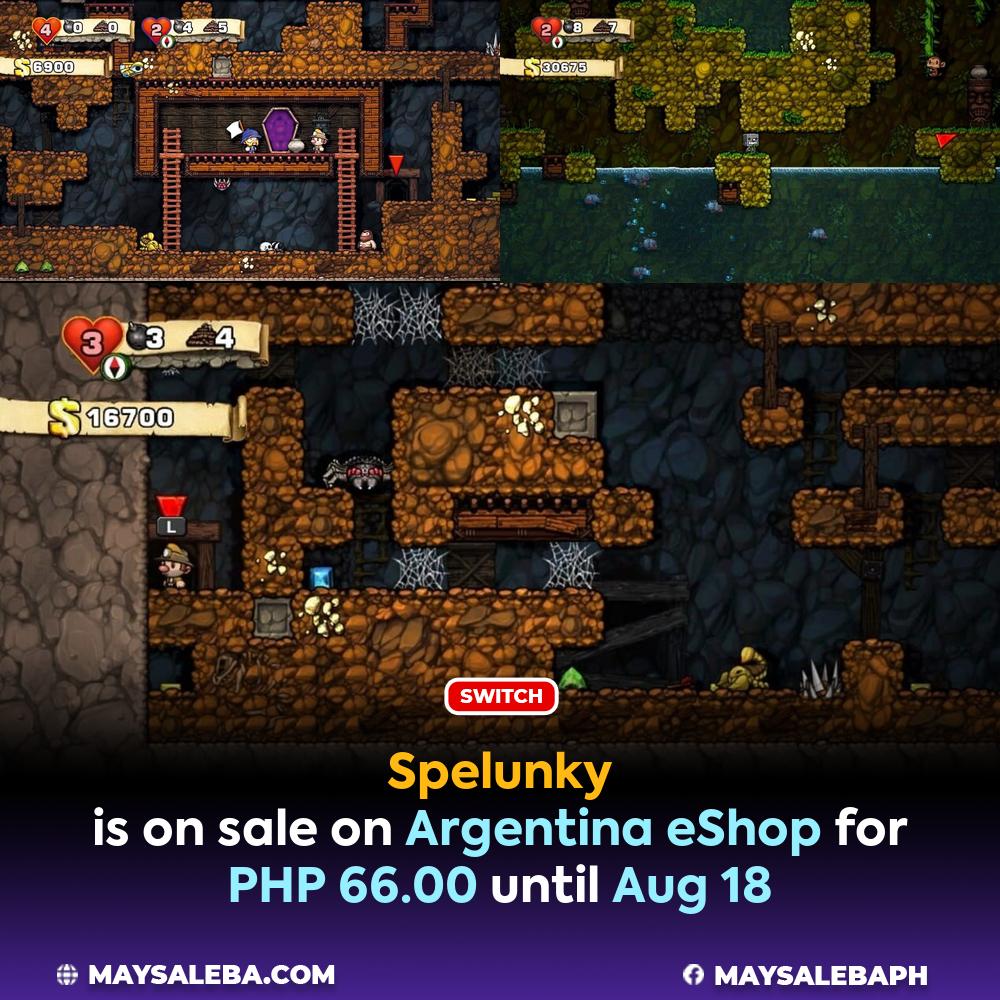 4 0 0 2 4 5
$6900
2 8 7
$30675
3 3 4
$16700
L
SWITCH
Spelunky
is on sale on Argentina eShop for
PHP 66.00 until Aug 18
MAYSALEBA.COM
MAYSALEBAPH